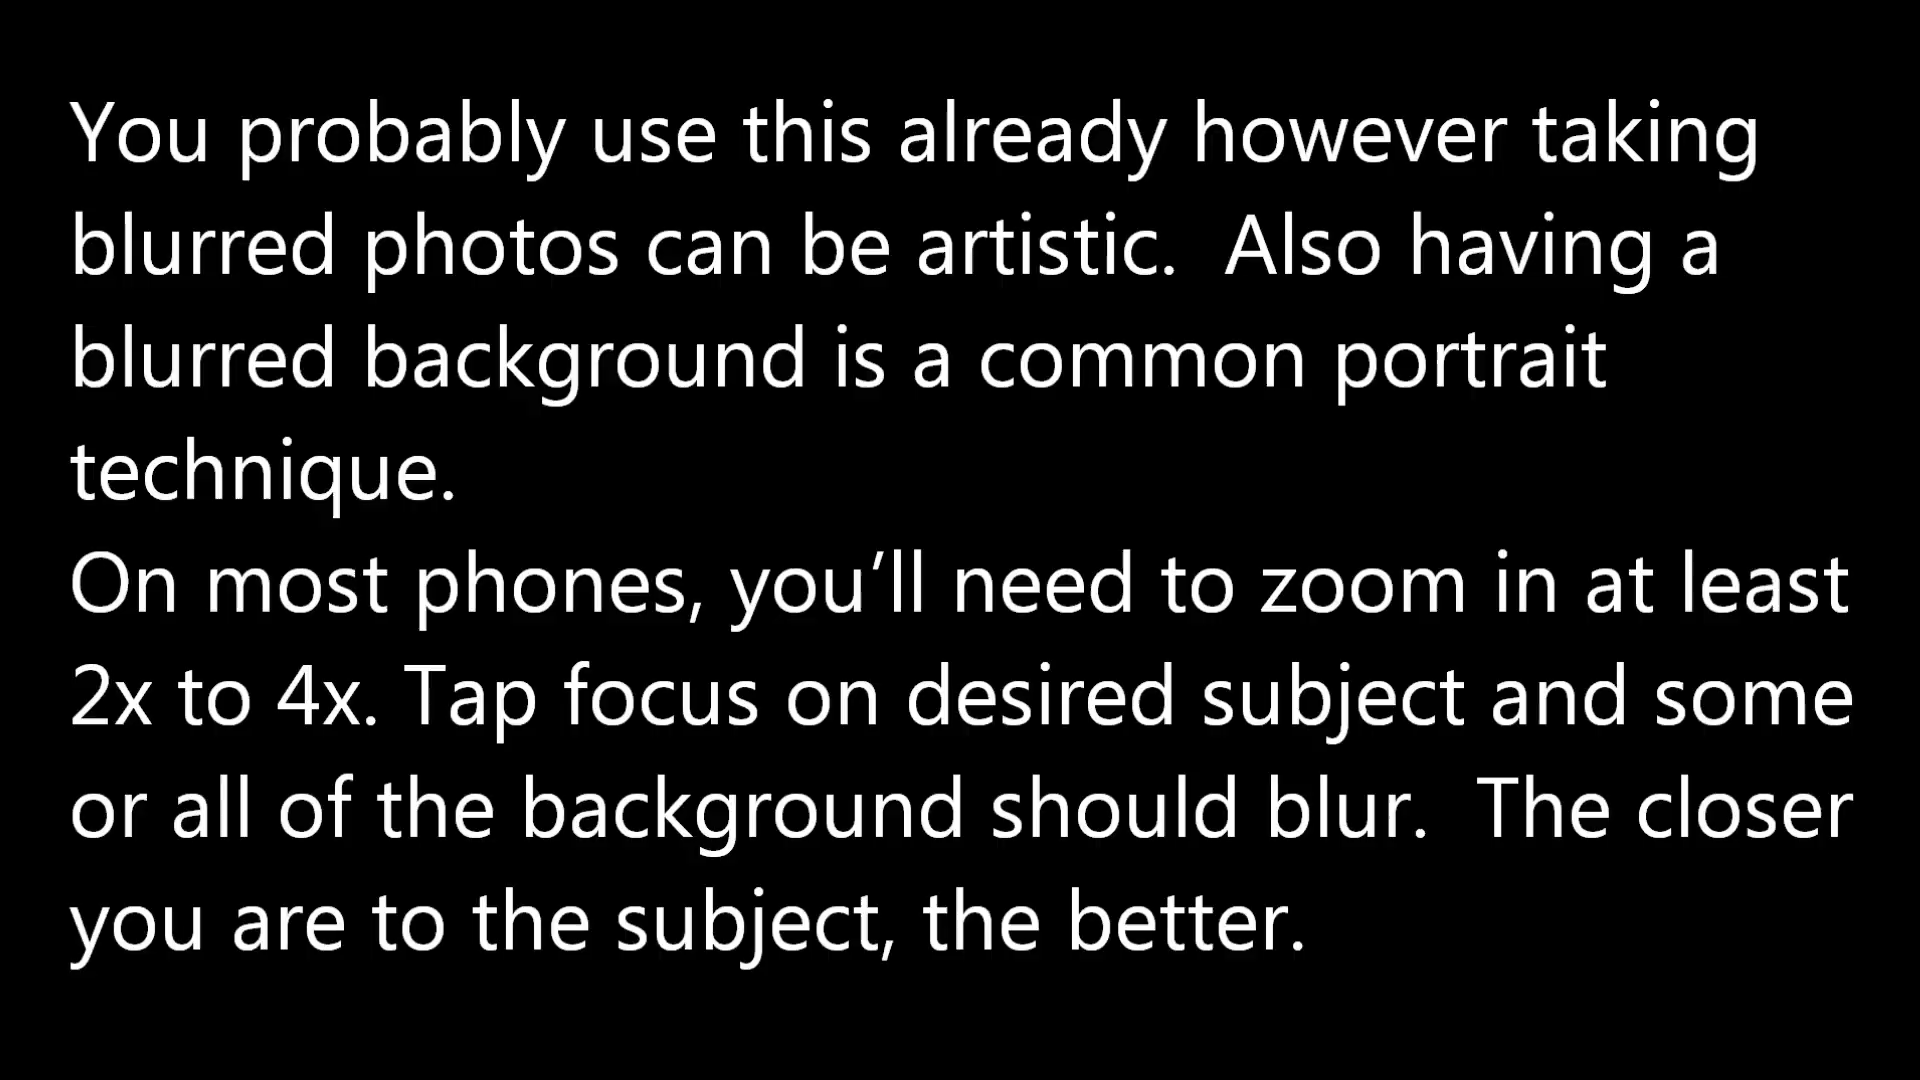 You probably use this already however taking
blurred photos can be artistic.  Also having a
blurred background is a common portrait
technique.
On most phones, you’ll need to zoom in at least
2x to 4x. Tap focus on desired subject and some
or all of the background should blur.  The closer
you are to the subject, the better.